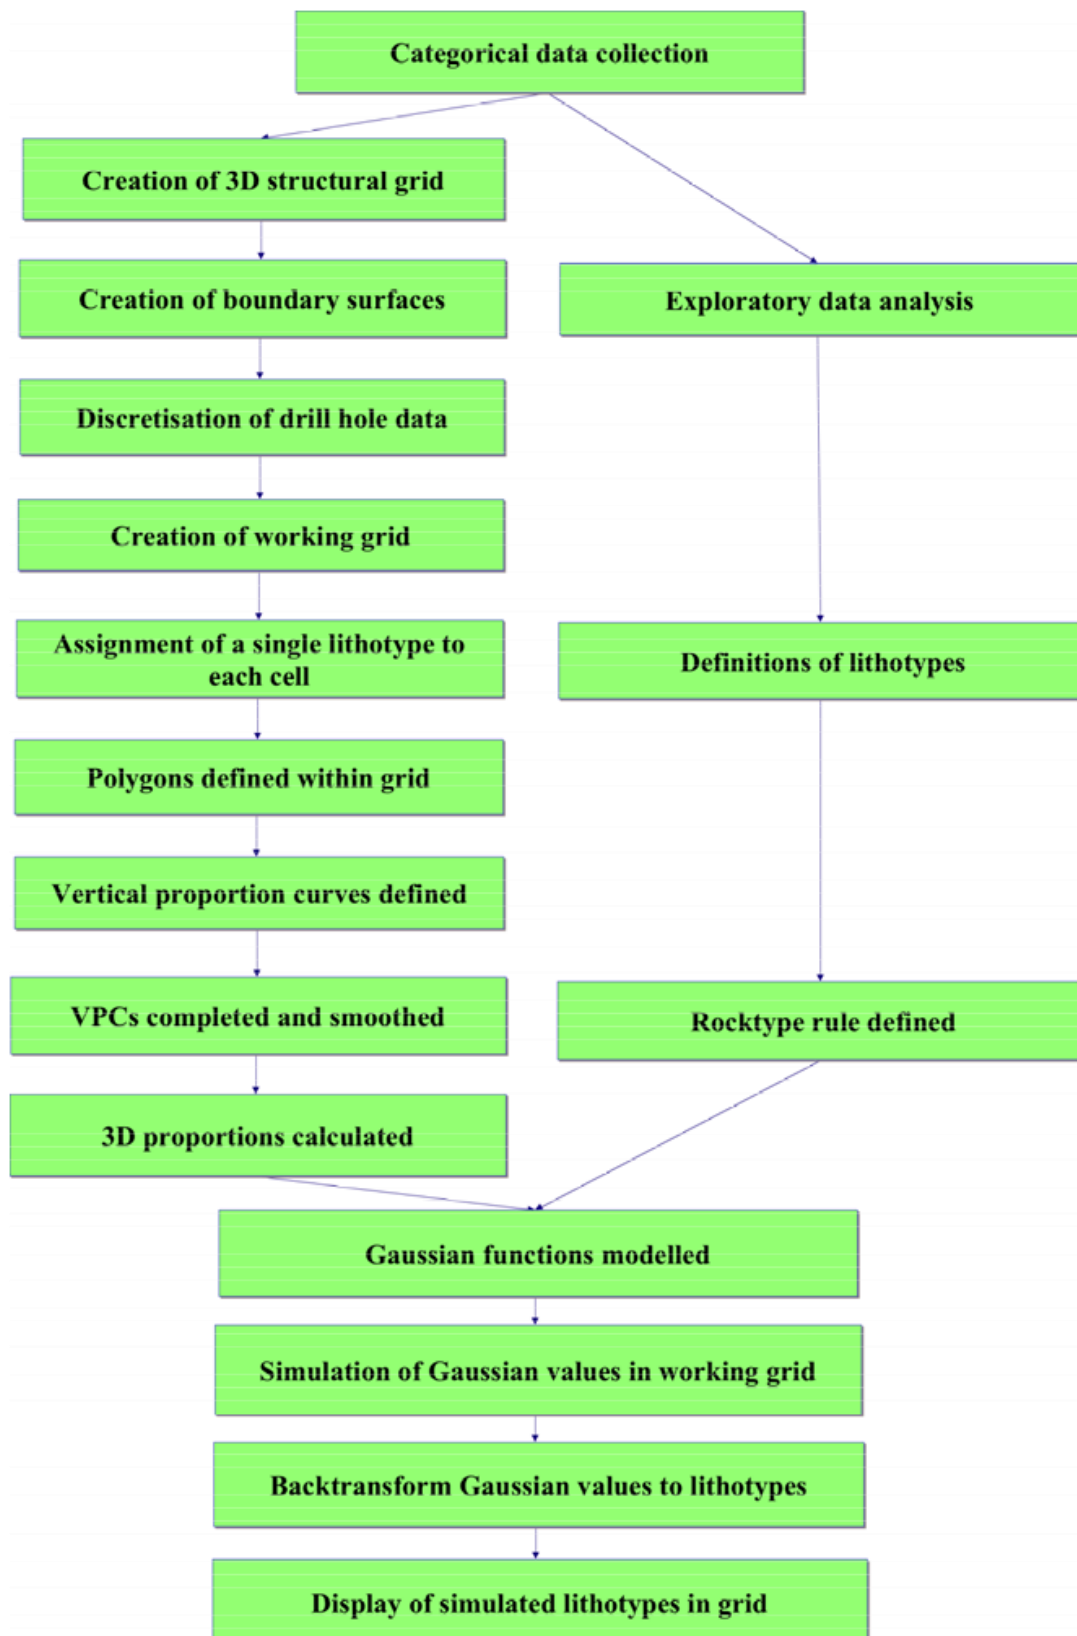 Categorical data collection
Creation of 3D structural grid
Creation of boundary surfaces
Exploratory data analysis
Discretisation of drill hole data
Creation of working grid
Assignment of a single lithotype to
each cell
Definitions of lithotypes
Polygons defined within grid
Vertical proportion curves defined
VPCs completed and smoothed
Rocktype rule defined
3D proportions calculated
Gaussian functions modelled
Simulation of Gaussian values in working grid
Backtransform Gaussian values to lithotypes
Display of simulated lithotypes in grid